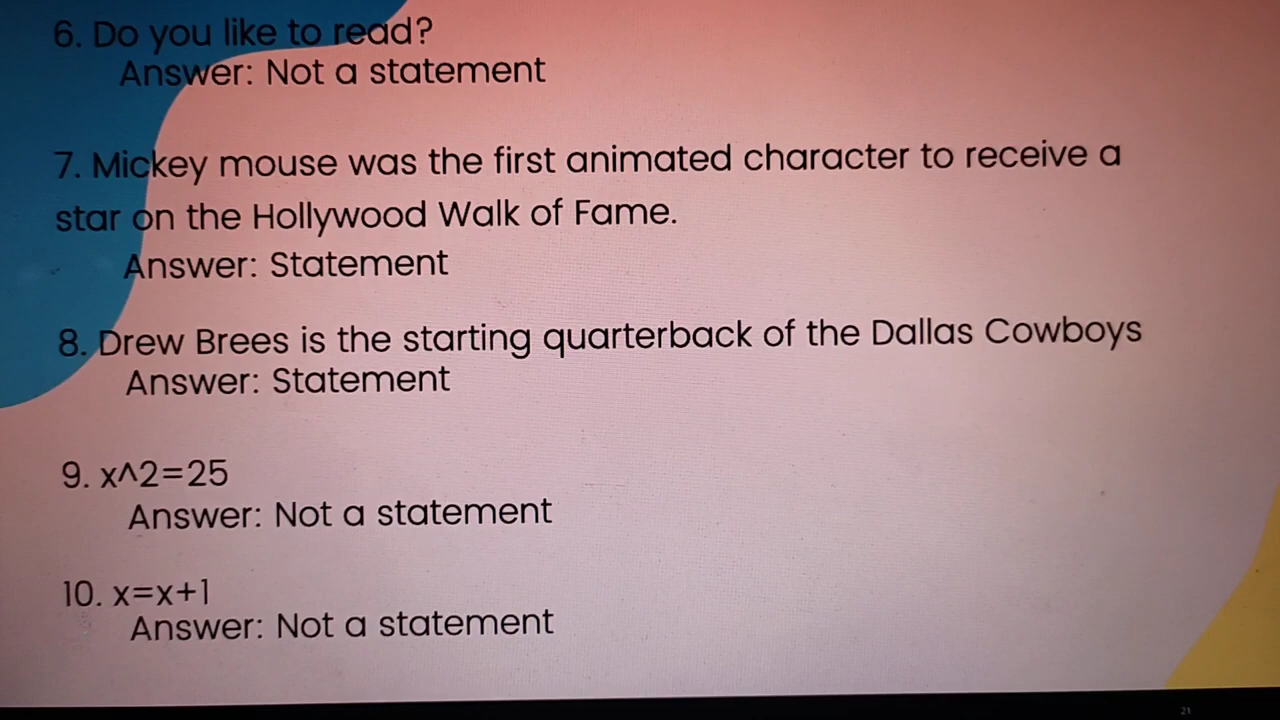 6. Do you like to read?
Answer: Not a statement
7. Mickey mouse was the first animated character to receive a
star on the Hollywood Walk of Fame.
Answer: Statement
8. Drew Brees is the starting quarterback of the Dallas Cowboys
Answer: Statement
9. x^2=25
Answer: Not a statement
10. x=x+1
Answer: Not a statement
21